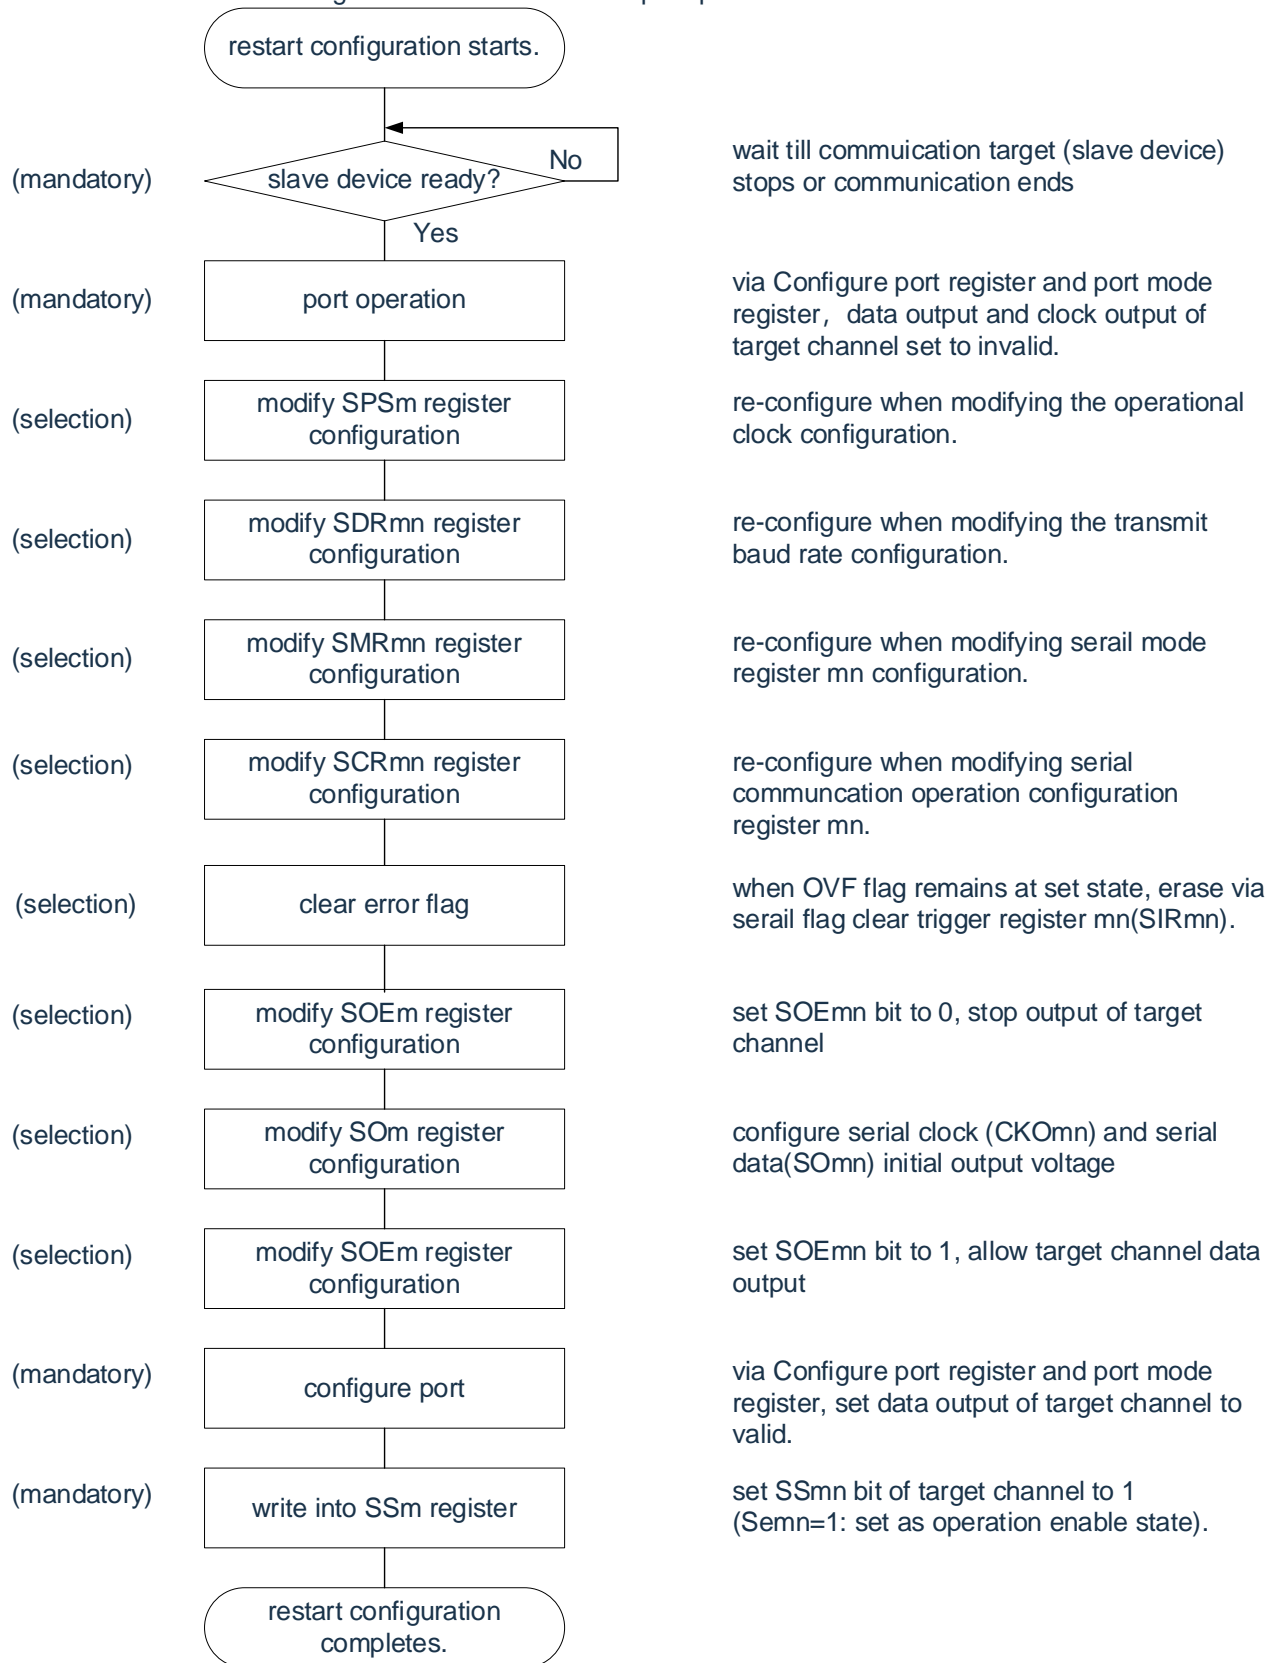 restart configuration starts.
No
(mandatory)
slave device ready?
wait till commuication target (slave device)
stops or communication ends
Yes
(mandatory)
port operation
via Configure port register and port mode
register，data output and clock output of
target channel set to invalid.
(selection)
modify SPSm register
configuration
re-configure when modifying the operational
clock configuration.
(selection)
modify SDRmn register
configuration
re-configure when modifying the transmit
baud rate configuration.
(selection)
modify SMRmn register
configuration
re-configure when modifying serail mode
register mn configuration.
(selection)
modify SCRmn register
configuration
re-configure when modifying serial
communcation operation configuration
register mn.
(selection)
clear error flag
when OVF flag remains at set state, erase via
serail flag clear trigger register mn(SIRmn).
(selection)
modify SOEm register
configuration
set SOEmn bit to 0, stop output of target
channel
(selection)
modify SOm register
configuration
configure serial clock (CKOmn) and serial
data(SOmn) initial output voltage
(selection)
modify SOEm register
configuration
set SOEmn bit to 1, allow target channel data
output
(mandatory)
configure port
via Configure port register and port mode
register, set data output of target channel to
valid.
(mandatory)
write into SSm register
set SSmn bit of target channel to 1
(Semn=1: set as operation enable state).
restart configuration
completes.